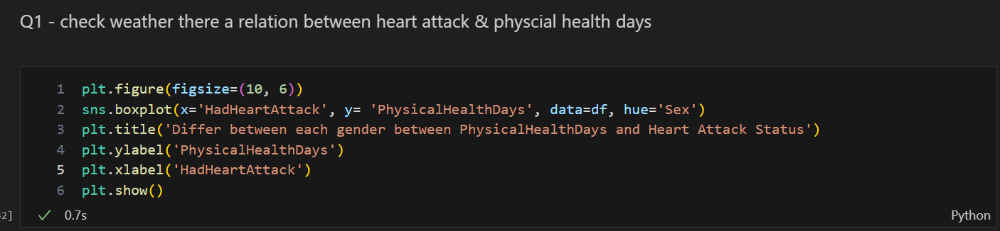 Q1 - check weather there a relation between heart attack & physcial health days
1 plt.figure(figsize=(10, 6))
2 sns.boxplot(x='HadHeartAttack', y= 'PhysicalHealthDays', data=df, hue='Sex')
3 plt.title('Differ between each gender between PhysicalHealthDays and Heart Attack Status')
4 plt.ylabel('PhysicalHealthDays')
5 plt.xlabel('HadHeartAttack')
6 plt.show()
2] ✓ 0.7s Python